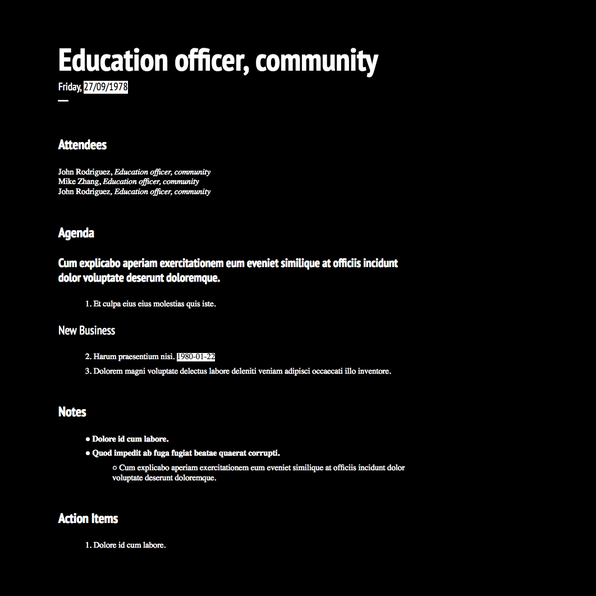 Education officer, community
Friday, 27/09/1978
Attendees
John Rodriguez, Education officer, community
Mike Zhang, Education officer, community
John Rodriguez, Education officer, community
Agenda
Cum explicabo aperiam exercitationem eum eveniet similique at officiis incidunt
dolor voluptate deserunt doloremque.
1. Et culpa eius eius molestias quis iste.
New Business
2. Harum praesentium nisi. 1980-01-22
3. Dolorem magni voluptate delectus labore deleniti veniam adipisci occaecati illo inventore.
Notes
● Dolore id cum labore.
● Quod impedit ab fuga fugiat beatae quaerat corrupti.
○ Cum explicabo aperiam exercitationem eum eveniet similique at officiis incidunt dolor
voluptate deserunt doloremque.
Action Items
1. Dolore id cum labore.